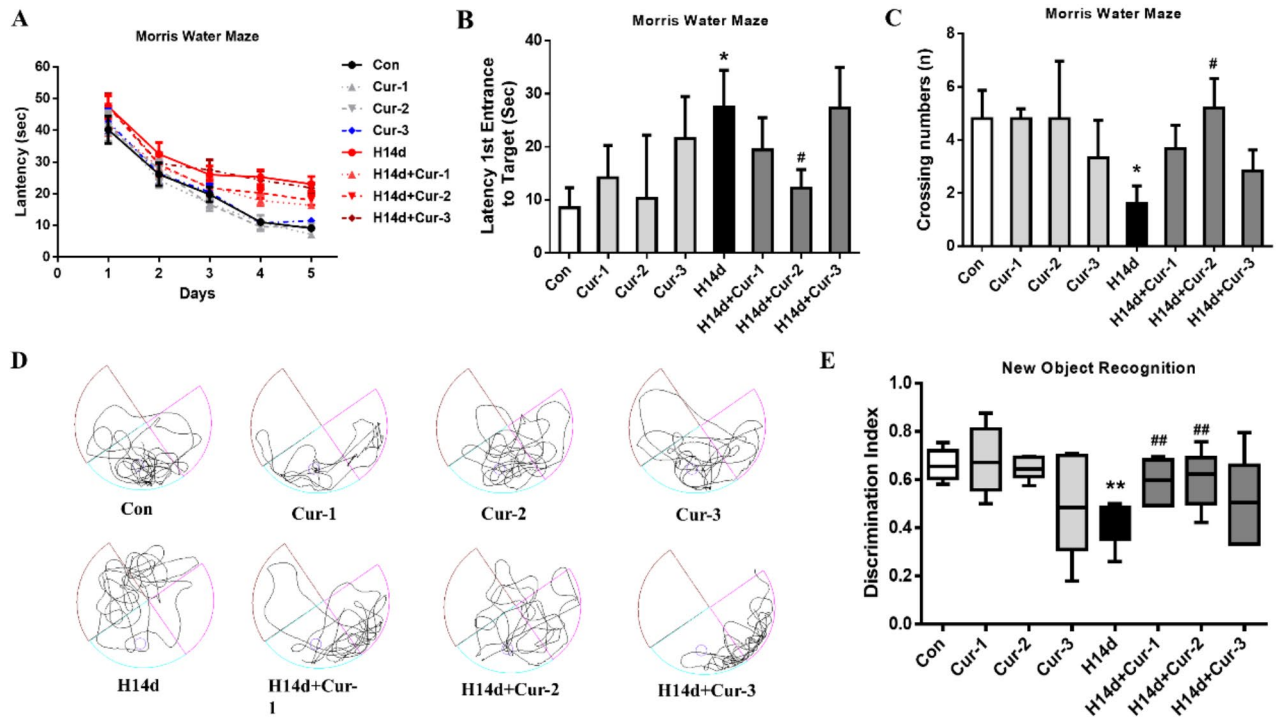 A
Morris Water Maze
Lantency (sec)
60
50
40
30
20
10
0
0 1 2 3 4 5
Days
Con
Cur-1
Cur-2
Cur-3
H14d
H14d+Cur-1
H14d+Cur-2
H14d+Cur-3
B
Morris Water Maze
Latency 1st Entrance
to Target (Sec)
40
30
20
10
0
*
#
Con
Cur-1
Cur-2
Cur-3
H14d
H14d+Cur-1
H14d+Cur-2
H14d+Cur-3
C
Morris Water Maze
Crossing numbers (n)
8
6
4
2
0
*
#
Con
Cur-1
Cur-2
Cur-3
H14d
H14d+Cur-1
H14d+Cur-2
H14d+Cur-3
D
Con
Cur-1
Cur-2
Cur-3
H14d
H14d+Cur-
1
H14d+Cur-2
H14d+Cur-3
E
New Object Recognition
Discrimination Index
1.0
0.8
0.6
0.4
0.2
0.0
**
##
##
Con
Cur-1
Cur-2
Cur-3
H14d
H14d+Cur-1
H14d+Cur-2
H14d+Cur-3